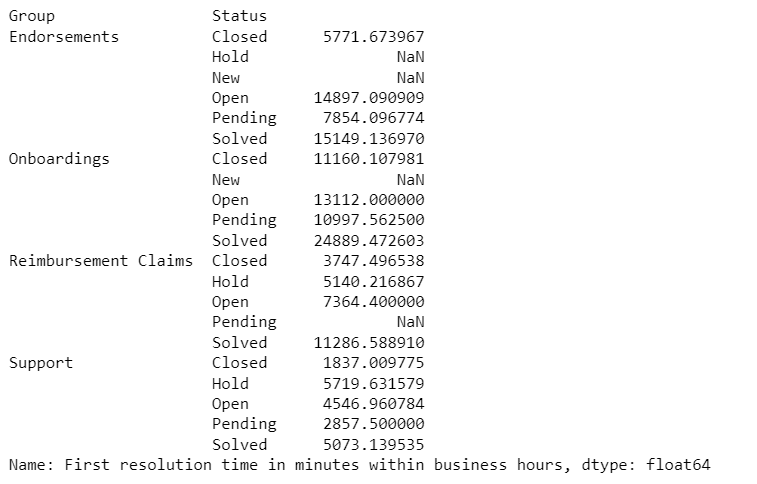 Group                 Status
Endorsements          Closed      5771.673967
                      Hold                NaN
                      New                 NaN
                      Open       14897.090909
                      Pending     7854.096774
                      Solved     15149.136970
Onboardings           Closed     11160.107981
                      New                 NaN
                      Open       13112.000000
                      Pending    10997.562500
                      Solved     24889.472603
Reimbursement Claims  Closed      3747.496538
                      Hold        5140.216867
                      Open        7364.400000
                      Pending             NaN
                      Solved     11286.588910
Support               Closed      1837.009775
                      Hold        5719.631579
                      Open        4546.960784
                      Pending     2857.500000
                      Solved      5073.139535
Name: First resolution time in minutes within business hours, dtype: float64